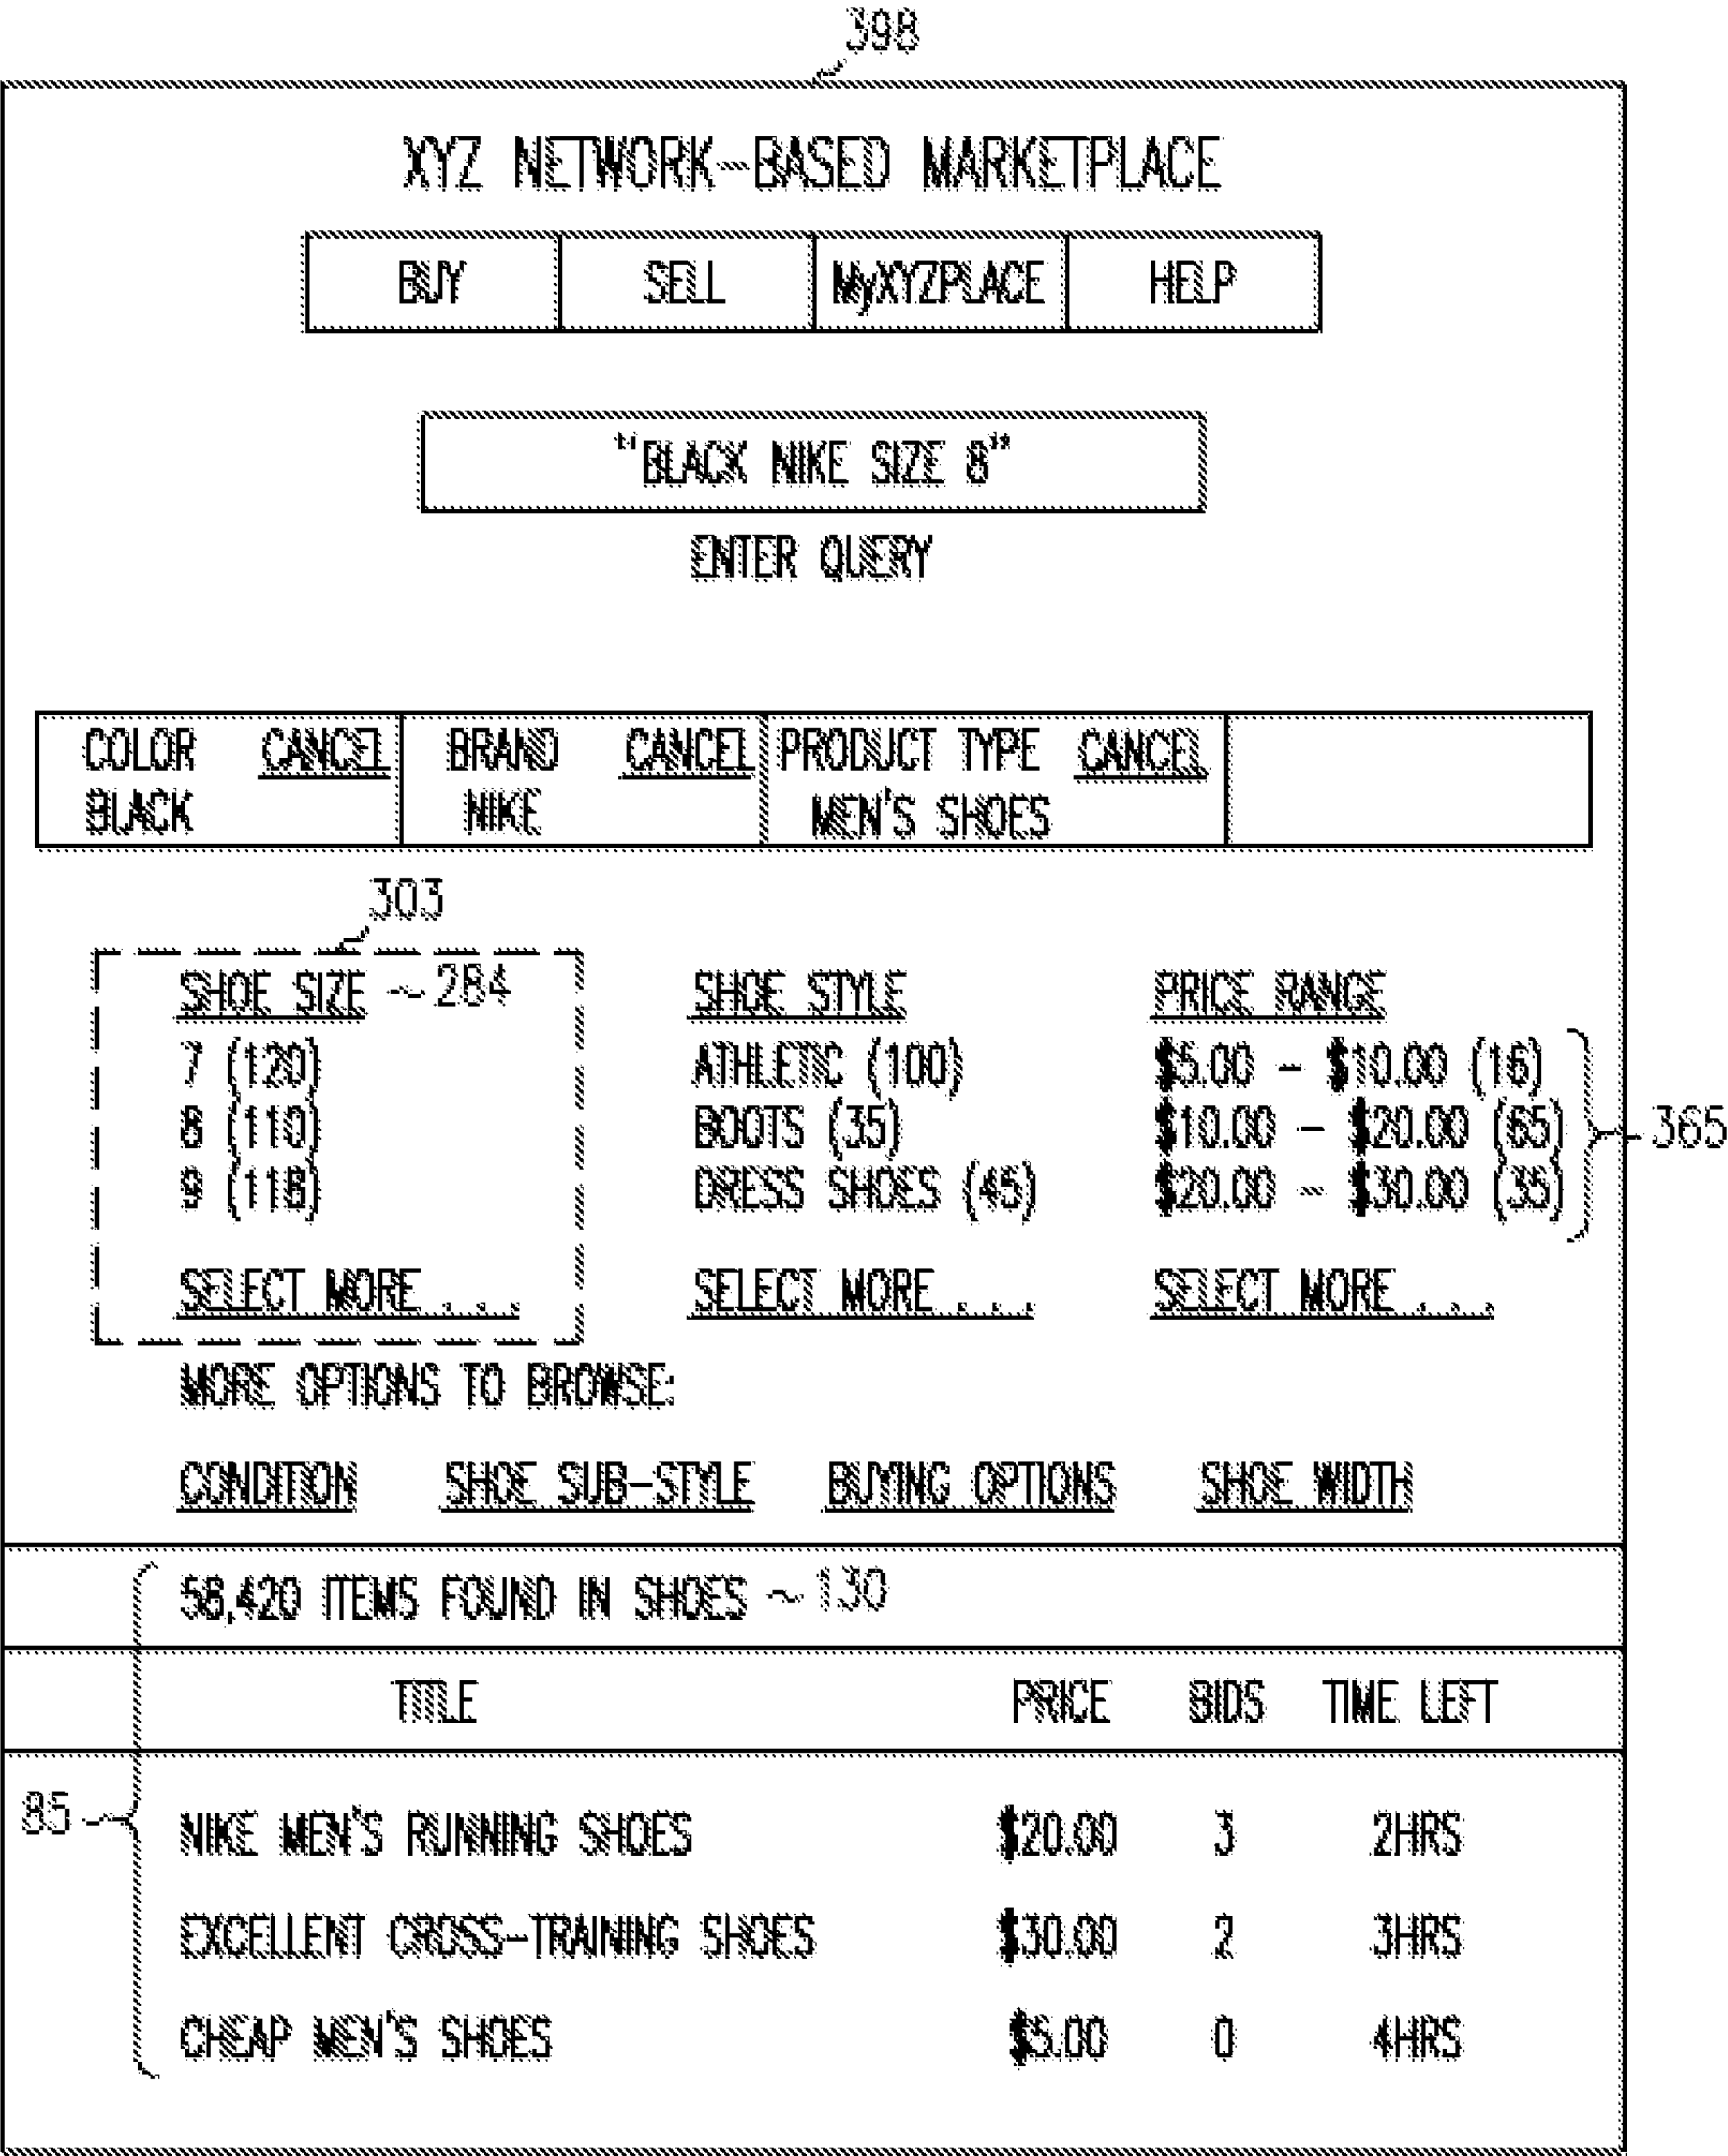 398
XYZ NETWORK-BASED MARKETPLACE
BUY SELL MyXYZPLACE HELP
"BLACK NIKE SIZE 8"
ENTER QUERY
COLOR CANCEL BRAND CANCEL PRODUCT TYPE CANCEL
BLACK NIKE MEN'S SHOES
303
SHOE SIZE ~284 SHOE STYLE PRICE RANGE
7 (120) ATHLETIC (100) $5.00 - $10.00 (16)
8 (110) BOOTS (35) $10.00 - $20.00 (65) 365
9 (118) DRESS SHOES (45) $20.00 - $30.00 (35)
SELECT MORE . . . SELECT MORE . . . SELECT MORE . . .
MORE OPTIONS TO BROWSE:
CONDITION SHOE SUB-STYLE BUYING OPTIONS SHOE WIDTH
58,420 ITEMS FOUND IN SHOES ~130
TITLE PRICE BIDS TIME LEFT
85 NIKE MEN'S RUNNING SHOES $20.00 3 2HRS
EXCELLENT CROSS-TRAINING SHOES $30.00 2 3HRS
CHEAP MEN'S SHOES $5.00 0 4HRS